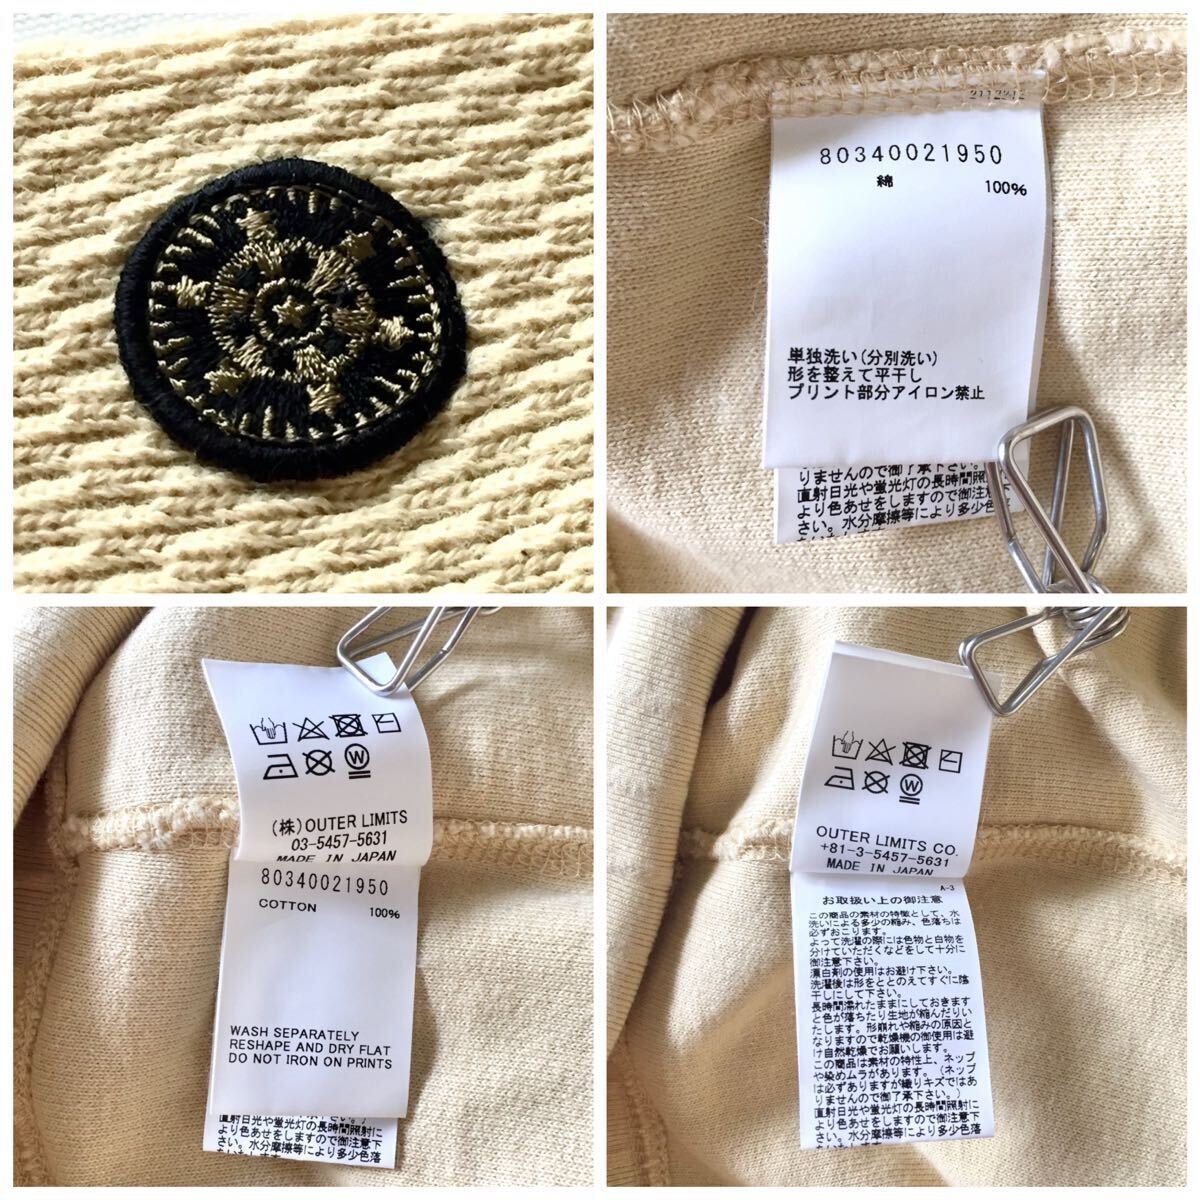 80340021950
綿 100%
単独洗い(分別洗い)
形を整えて平干し
プリント部分アイロン禁止
りませんので御了承下さい。
直射日光や蛍光灯の長時間照
より色あせをしますので御注
さい。水分摩擦等により多少色
W
(株)OUTER LIMITS
03-5457-5631
MADE IN JAPAN
80340021950
COTTON 100%
WASH SEPARATELY
RESHAPE AND DRY FLAT
DO NOT IRON ON PRINTS
直射日光や蛍光灯の長時間照射に
より色あせをしますので御注意下
さい。水分摩擦等により多少色落
W
OUTER LIMITS CO.
+81-3-5457-5631
MADE IN JAPAN
A-3
お取扱い上の御注意
この商品の素材の特徴として、水
洗いによる多少の縮み、色落ちは
必ずおこります。
よって洗濯の際には色物と白物を
分けていただくなどをして十分に
御注意下さい。
漂白剤の使用はお避け下さい。
洗濯後は形をととのえてすぐに陰
干しにして下さい。
長時間濡れたままにしておきます
と色が落ちたり生地が縮んだりい
たします。形崩れや縮みの原因と
なりますので乾燥機の御使用は避
け自然乾燥でお願いします。
この商品は素材の特性上、ネップ
や染めムラがあります。(ネップ
は必ずありますが織りキズではあ
りませんので御了承下さい。)
直射日光や蛍光灯の長時間照射に
より色あせをしますので御注意下
さい。水分摩擦等により多少色落